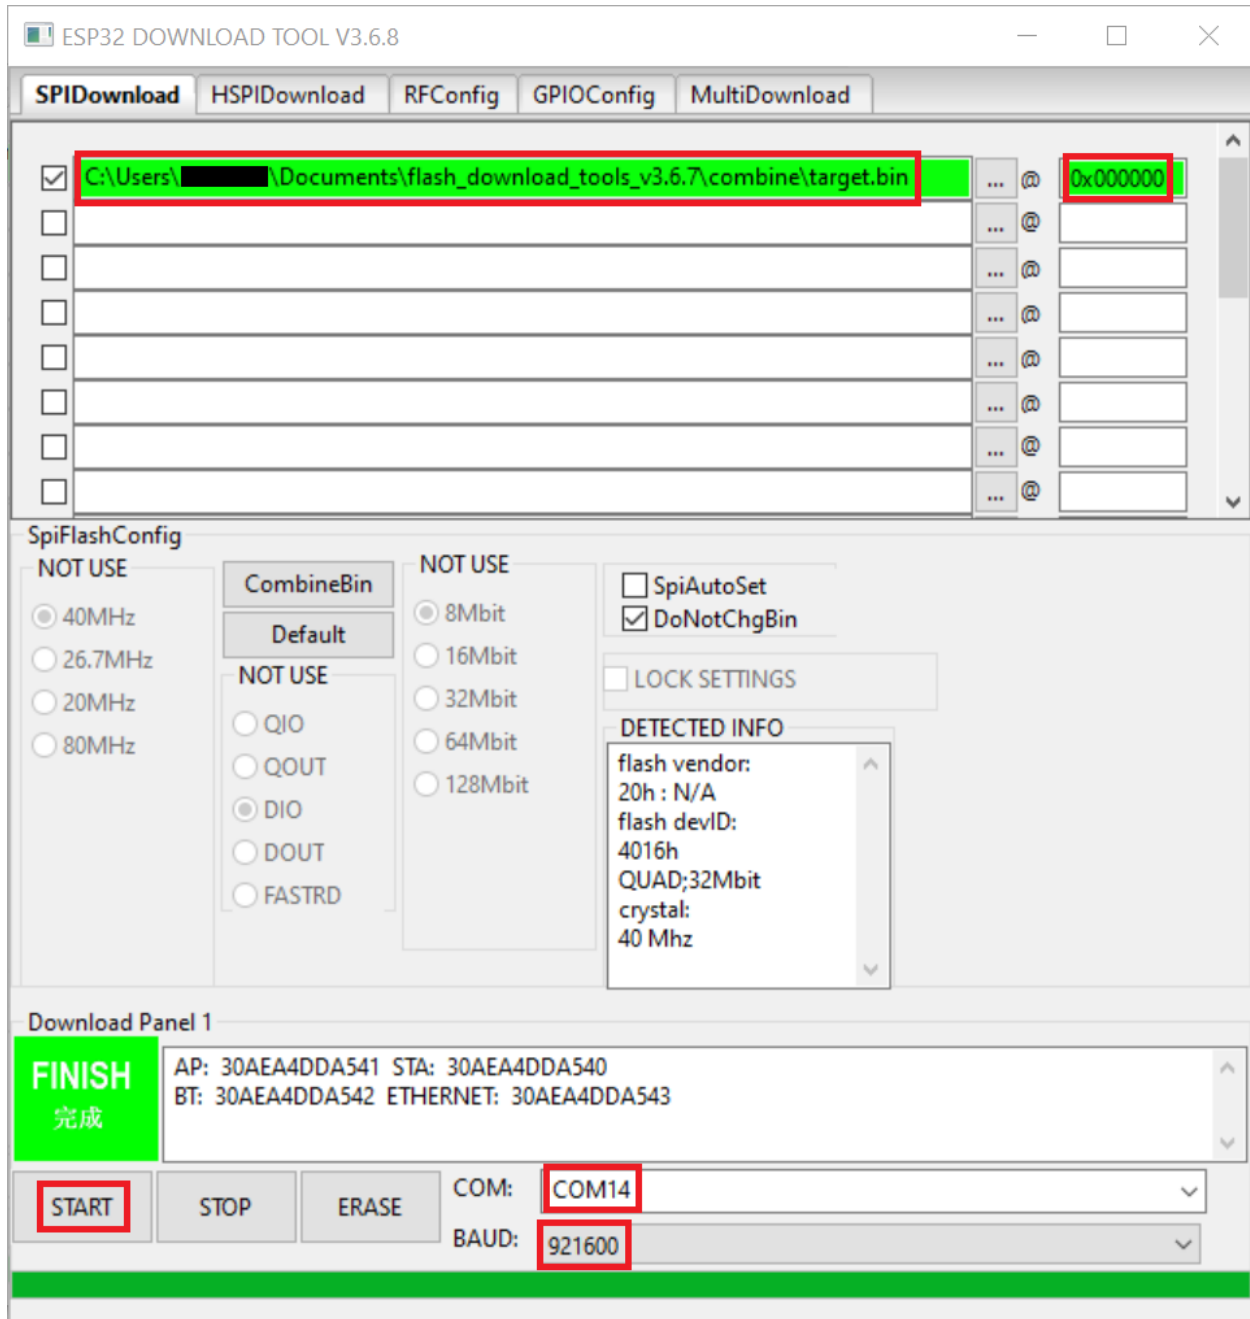 ESP32 DOWNLOAD TOOL V3.6.8
SPIDownload HSPIDownload RFConfig GPIOConfig MultiDownload
C:\Users\ \Documents\flash_download_tools_v3.6.7\combine\target.bin ... @ 0x000000
... @
... @
... @
... @
... @
... @
... @
SpiFlashConfig
NOT USE
40MHz
26.7MHz
20MHz
80MHz
CombineBin
Default
NOT USE
QIO
QOUT
DIO
DOUT
FASTRD
NOT USE
8Mbit
16Mbit
32Mbit
64Mbit
128Mbit
SpiAutoSet
DoNotChgBin
LOCK SETTINGS
DETECTED INFO
flash vendor:
20h : N/A
flash devID:
4016h
QUAD;32Mbit
crystal:
40 Mhz
Download Panel 1
FINISH
完成
AP: 30AEA4DDA541 STA: 30AEA4DDA540
BT: 30AEA4DDA542 ETHERNET: 30AEA4DDA543
START STOP ERASE
COM: COM14
BAUD: 921600